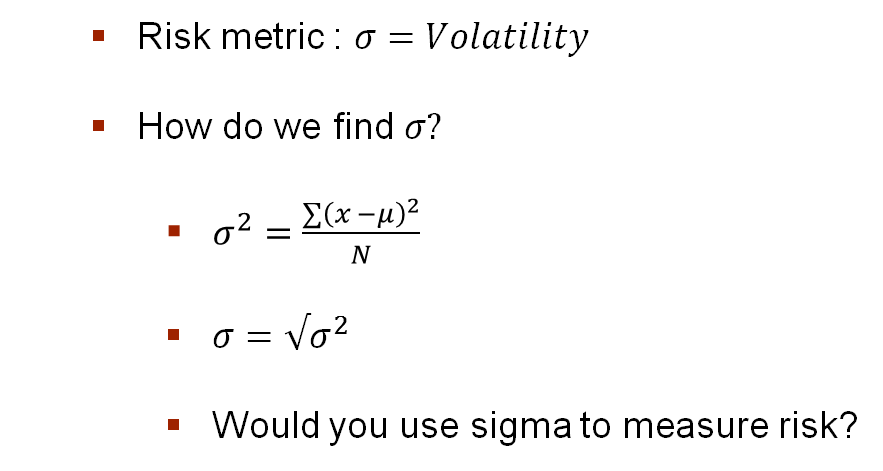 Risk metric : σ = Volatility
How do we find σ?
σ² = ∑(x − μ)² / N
σ = √σ²
Would you use sigma to measure risk?